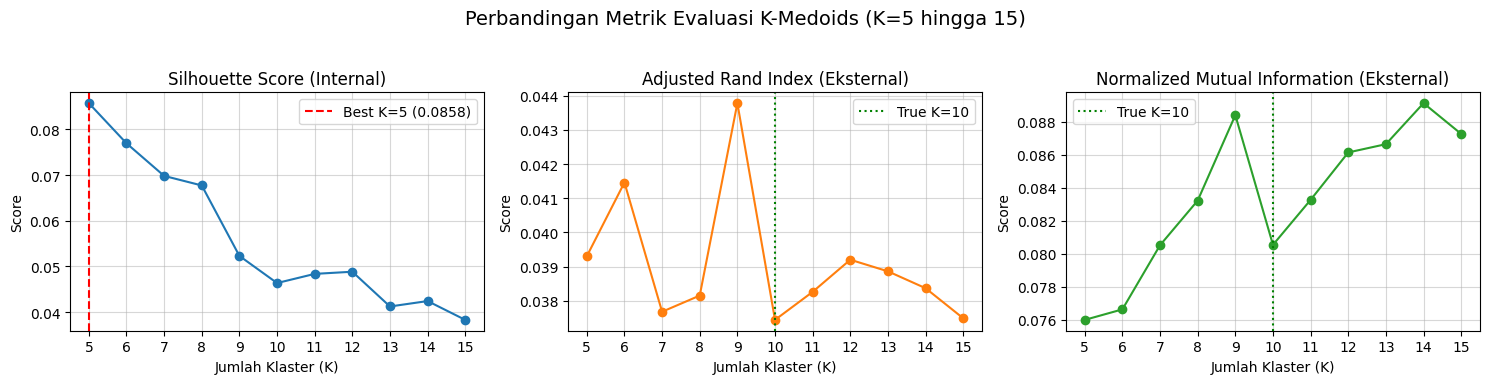 Perbandingan Metrik Evaluasi K-Medoids (K=5 hingga 15)
Silhouette Score (Internal)
Best K=5 (0.0858)
0.08
0.07
0.06
0.05
0.04
Score
5 6 7 8 9 10 11 12 13 14 15
Jumlah Klaster (K)
Adjusted Rand Index (Eksternal)
True K=10
0.044
0.043
0.042
0.041
0.040
0.039
0.038
Score
5 6 7 8 9 10 11 12 13 14 15
Jumlah Klaster (K)
Normalized Mutual Information (Eksternal)
True K=10
0.088
0.086
0.084
0.082
0.080
0.078
0.076
Score
5 6 7 8 9 10 11 12 13 14 15
Jumlah Klaster (K)